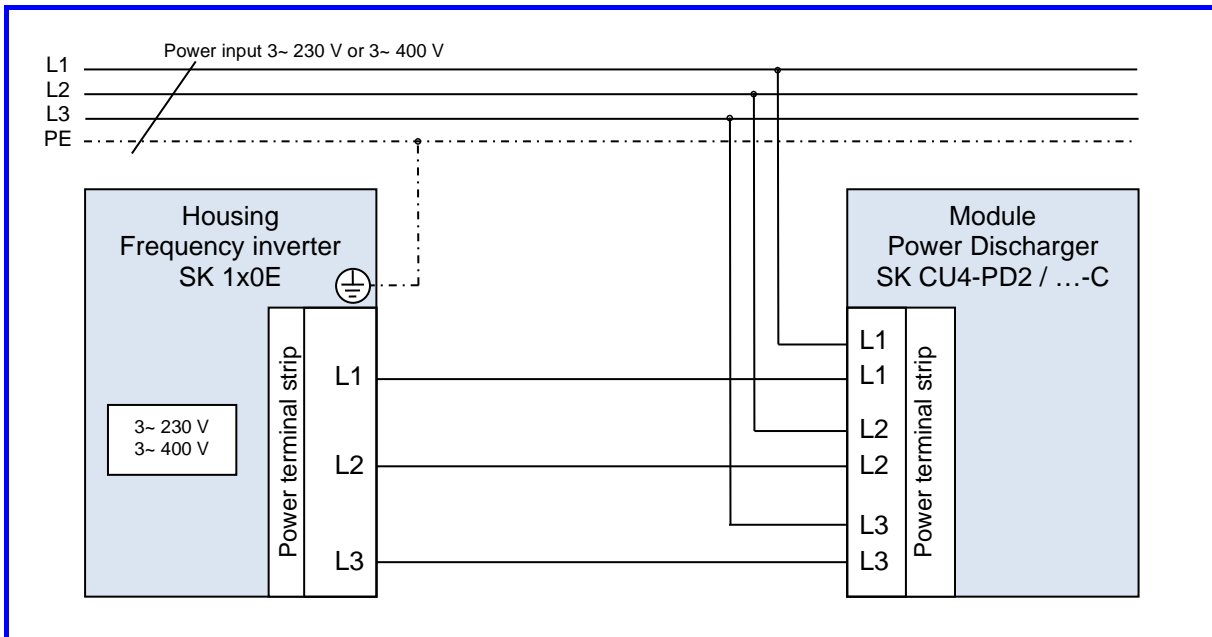 Power input 3~ 230 V or 3~ 400 V
L1
L2
L3
PE
Housing
Frequency inverter
SK 1x0E
Power terminal strip
L1
L2
L3
3~ 230 V
3~ 400 V
Module
Power Discharger
SK CU4-PD2 / …-C
L1
L1
L2
L2
L3
L3
Power terminal strip